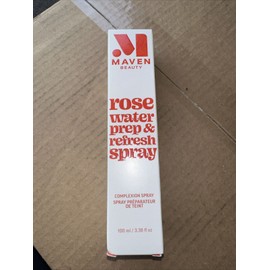 M
MAVEN
BEAUTY
rose
water
prep &
refresh
spray
COMPLEXION SPRAY
SPRAY PRÉPARATEUR
DE TEINT
100 ml / 3.38 fl oz